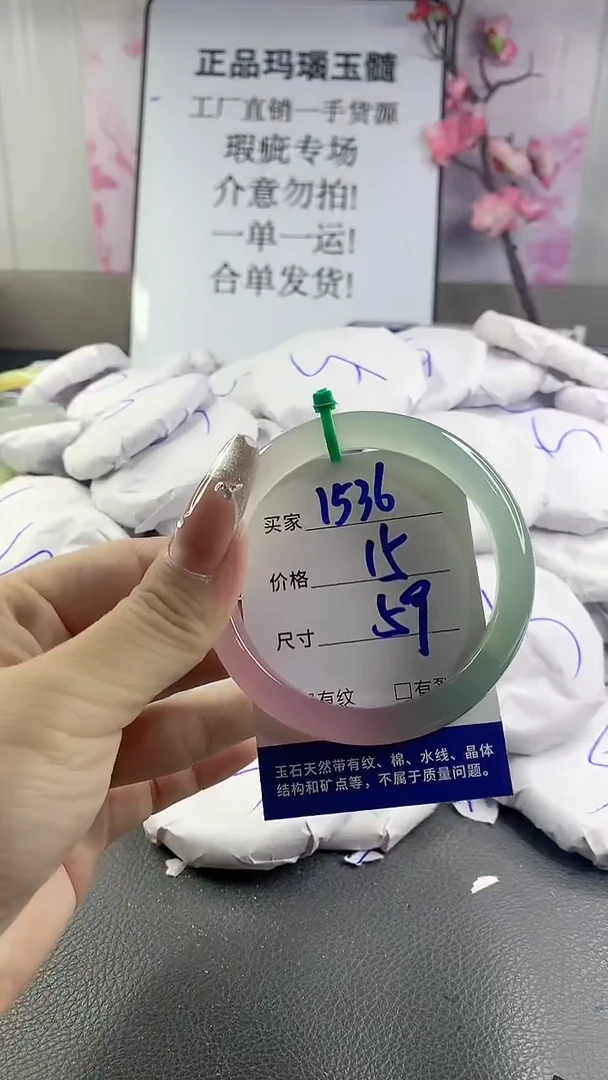 正品玛瑙玉髓
工厂直销一手货源
瑕疵专场
介意勿拍!
一单一运!
合单发货!
买家 1536
价格 15
尺寸 59
有纹 □有裂
玉石天然带有纹、棉、水线、晶体
结构和矿点等，不属于质量问题。